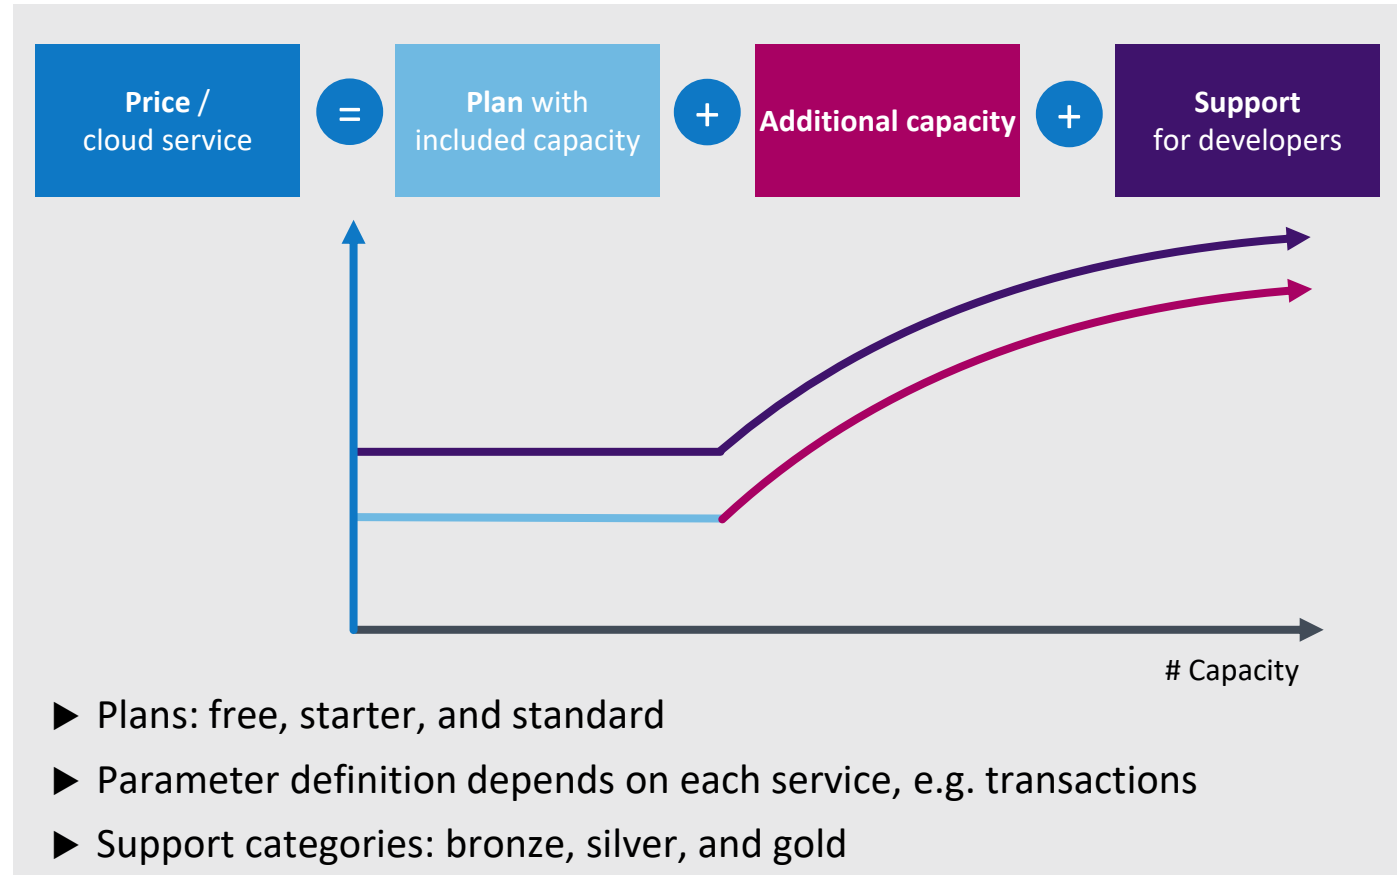 Price /
cloud service
=
Plan with
included capacity
+
Additional capacity
+
Support
for developers
# Capacity
▶ Plans: free, starter, and standard
▶ Parameter definition depends on each service, e.g. transactions
▶ Support categories: bronze, silver, and gold